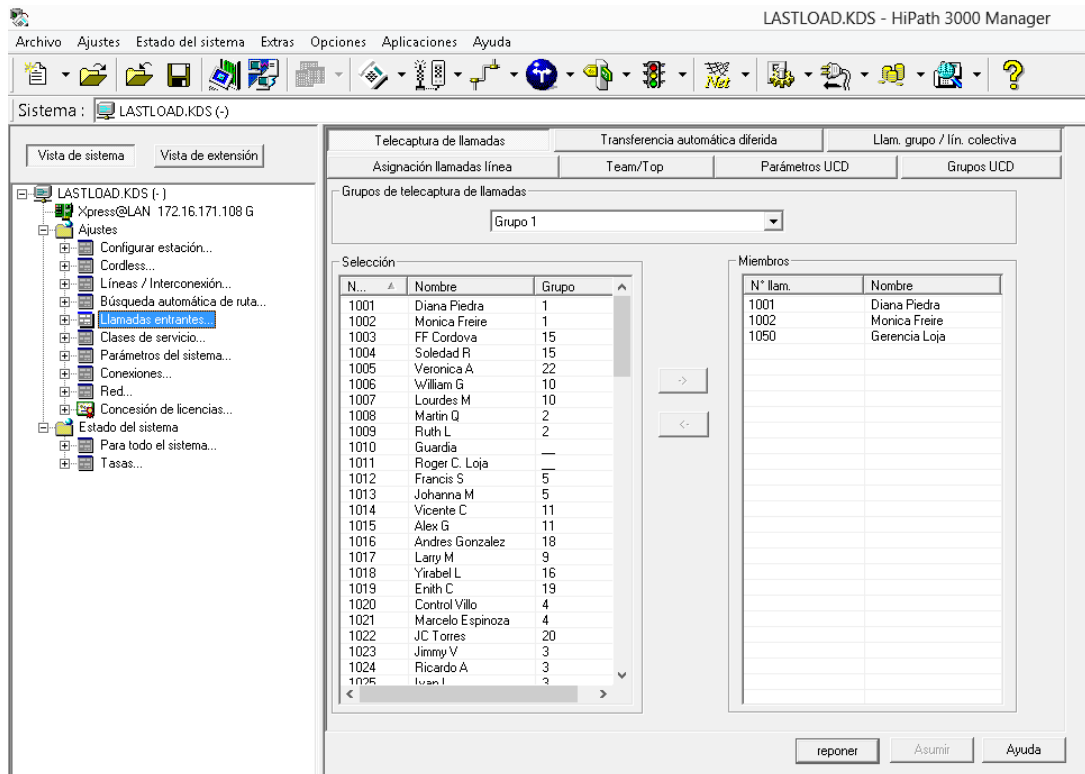 LASTLOAD.KDS - HiPath 3000 Manager
Archivo Ajustes Estado del sistema Extras Opciones Aplicaciones Ayuda
Net
Sistema : LASTLOAD.KDS (-)
Vista de sistema Vista de extensión
LASTLOAD.KDS (- )
Xpress@LAN 172.16.171.108 G
Ajustes
Configurar estación...
Cordless...
Líneas / Interconexión...
Búsqueda automática de ruta...
Llamadas entrantes...
Clases de servicio...
Parámetros del sistema...
Conexiones...
Red...
Concesión de licencias...
Estado del sistema
Para todo el sistema...
Tasas...
Telecaptura de llamadas Transferencia automática diferida Llam. grupo / lín. colectiva
Asignación llamadas línea Team/Top Parámetros UCD Grupos UCD
Grupos de telecaptura de llamadas
Grupo 1
Selección
N... Nombre Grupo
1001 Diana Piedra 1
1002 Monica Freire 1
1003 FF Cordova 15
1004 Soledad R 15
1005 Veronica A 22
1006 William G 10
1007 Lourdes M 10
1008 Martin Q 2
1009 Ruth L 2
1010 Guardia __
1011 Roger C. Loja __
1012 Francis S 5
1013 Johanna M 5
1014 Vicente C 11
1015 Alex G 11
1016 Andres Gonzalez 18
1017 Larry M 9
1018 Yirabel L 16
1019 Enith C 19
1020 Control Villo 4
1021 Marcelo Espinoza 4
1022 JC Torres 20
1023 Jimmy V 3
1024 Ricardo A 3
1025 Ivan L 3
->
<-
Miembros
N° llam. Nombre
1001 Diana Piedra
1002 Monica Freire
1050 Gerencia Loja
reponer Asumir Ayuda